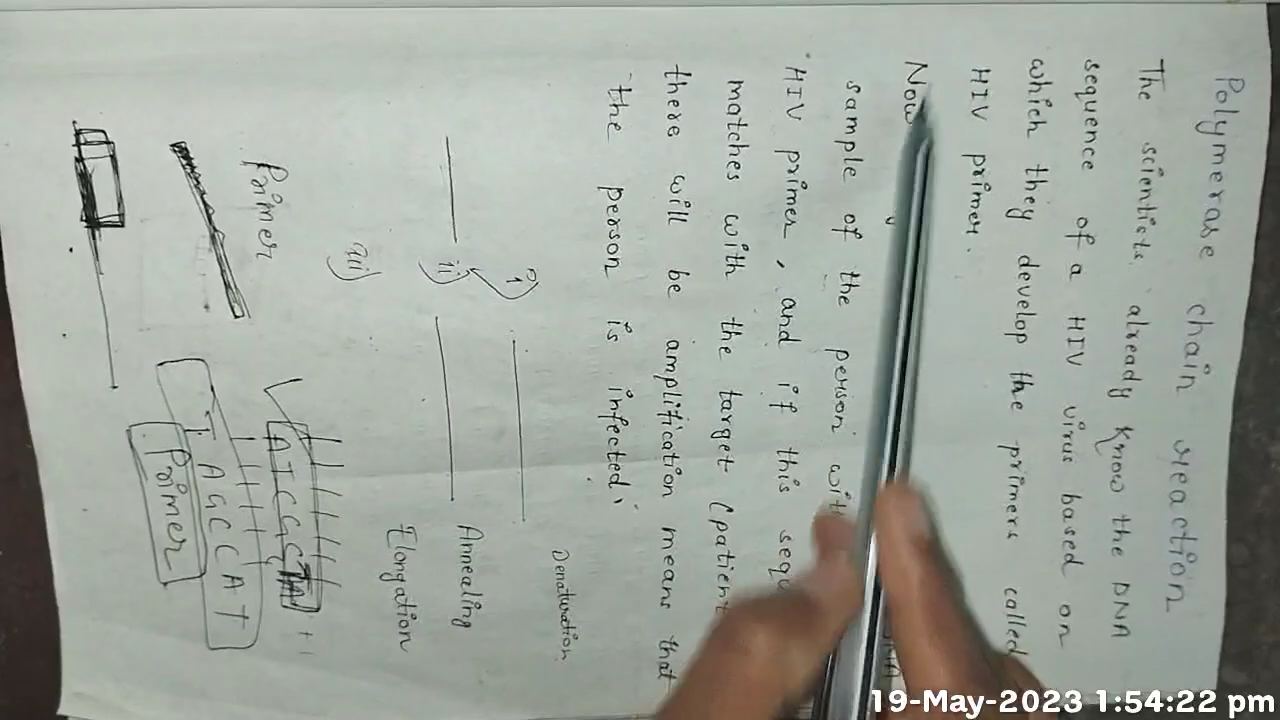 Polymerase chain reaction
The scientists already know the DNA
sequence of a HIV virus based on
which they develop the primers called
HIV primer.
Now
sample of the person with
HIV primer, and if this sequ
matches with the target (patient
there will be amplification means that
the person is infected.
i) Denaturation
ii) Annealing
iii) Elongation
Primer
TAGCCAT
Primer
19-May-2023 1:54:22 pm